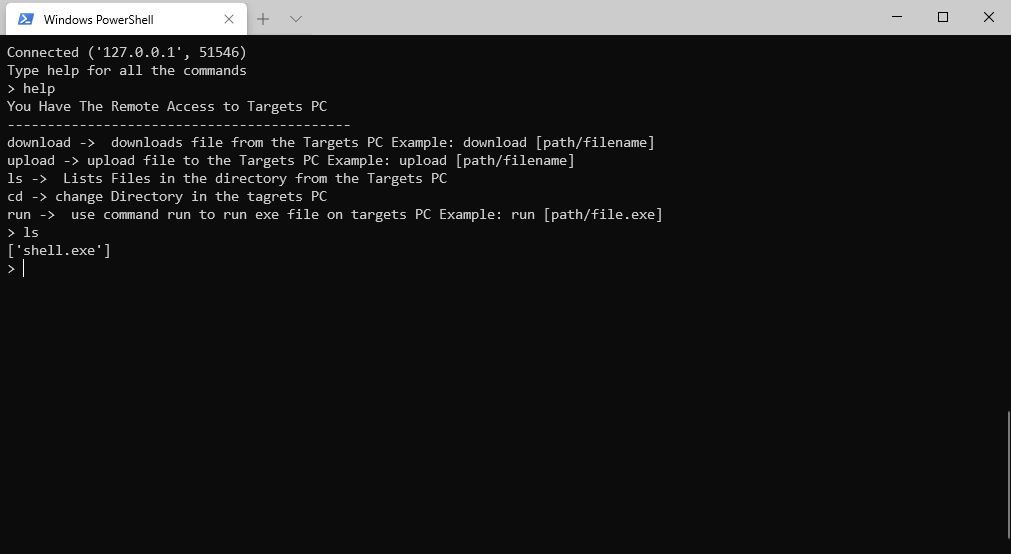 Windows PowerShell
Connected ('127.0.0.1', 51546)
Type help for all the commands
> help
You Have The Remote Access to Targets PC
-------------------------------------------
download ->  downloads file from the Targets PC Example: download [path/filename]
upload -> upload file to the Targets PC Example: upload [path/filename]
ls ->  Lists Files in the directory from the Targets PC
cd -> change Directory in the tagrets PC
run ->  use command run to run exe file on targets PC Example: run [path/file.exe]
> ls
['shell.exe']
>